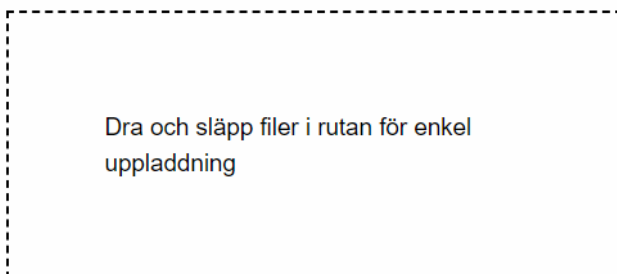 Dra och släpp filer i rutan för enkel
uppladdning